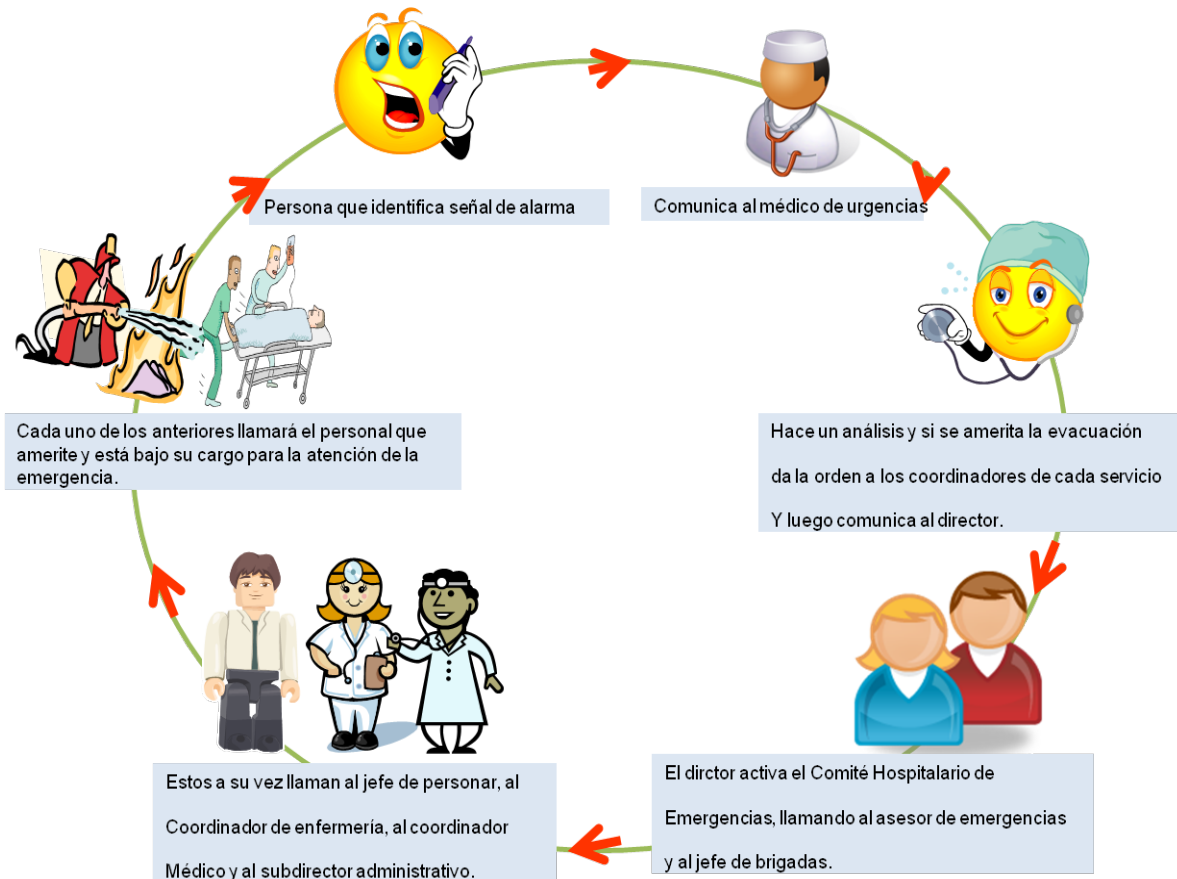 Persona que identifica señal de alarma
Comunica al médico de urgencias
Hace un análisis y si se amerita la evacuación
da la orden a los coordinadores de cada servicio
Y luego comunica al director.
El dirctor activa el Comité Hospitalario de
Emergencias, llamando al asesor de emergencias
y al jefe de brigadas.
Estos a su vez llaman al jefe de personar, al
Coordinador de enfermería, al coordinador
Médico y al subdirector administrativo.
Cada uno de los anteriores llamará el personal que
amerite y está bajo su cargo para la atención de la
emergencia.